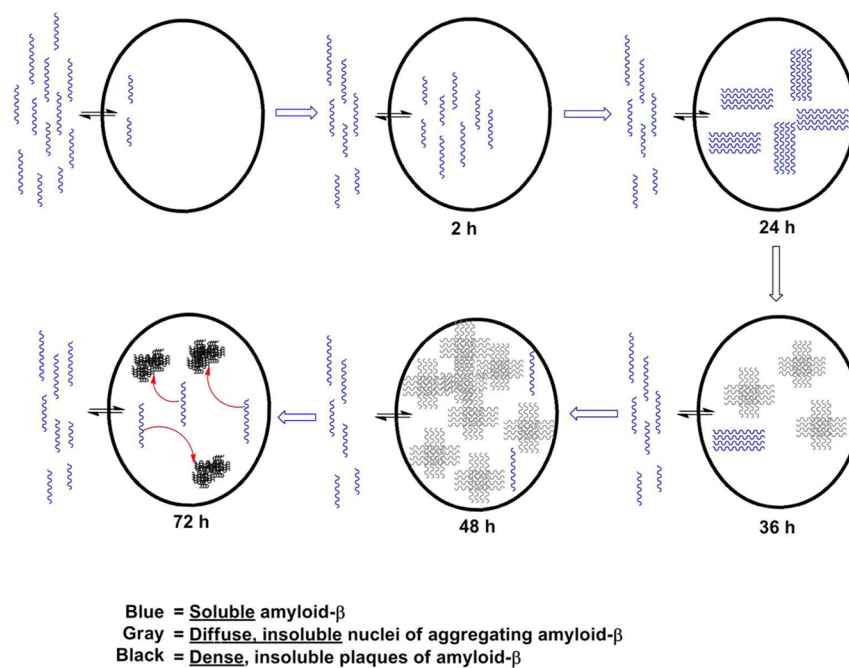 2 h
24 h
72 h
48 h
36 h
Blue = Soluble amyloid-β
Gray = Diffuse, insoluble nuclei of aggregating amyloid-β
Black = Dense, insoluble plaques of amyloid-β